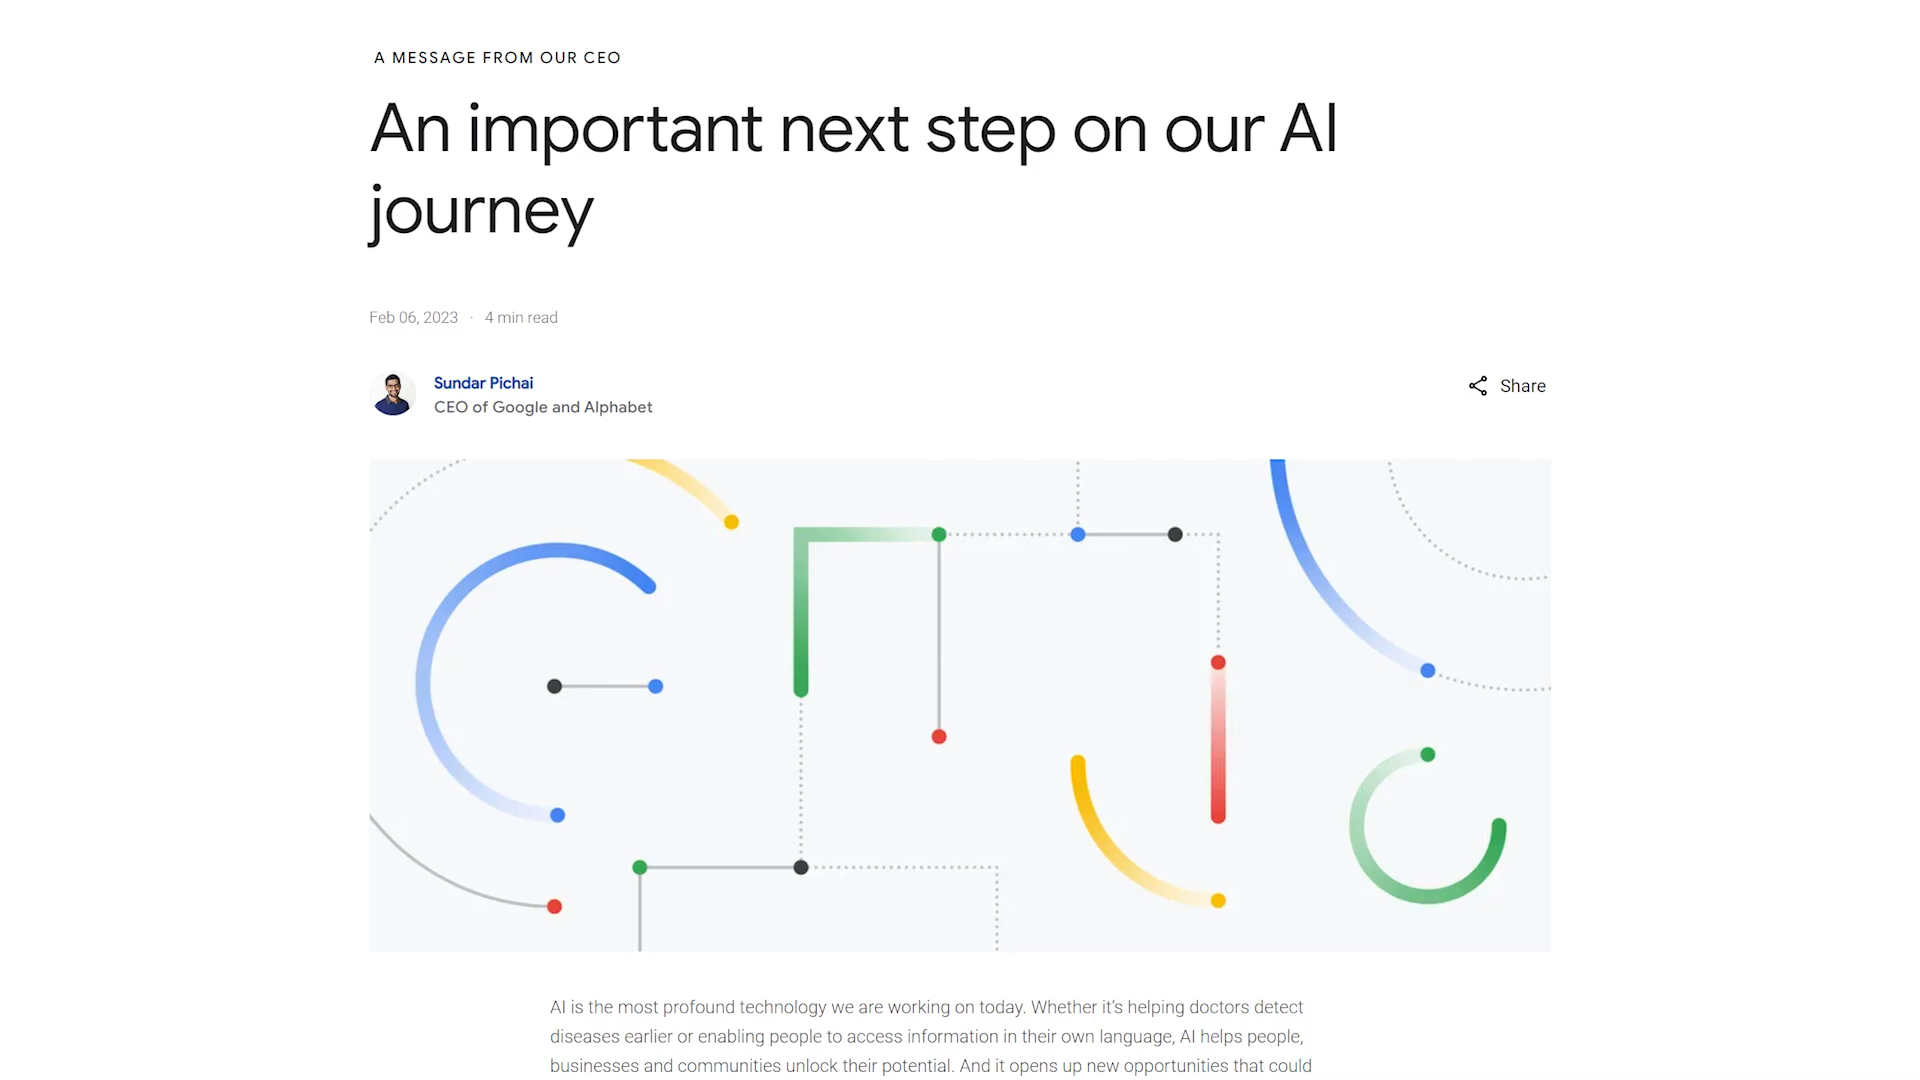 A MESSAGE FROM OUR CEO
An important next step on our AI
journey
Feb 06, 2023 · 4 min read
Sundar Pichai
CEO of Google and Alphabet
Share
AI is the most profound technology we are working on today. Whether it’s helping doctors detect
diseases earlier or enabling people to access information in their own language, AI helps people,
businesses and communities unlock their potential. And it opens up new opportunities that could